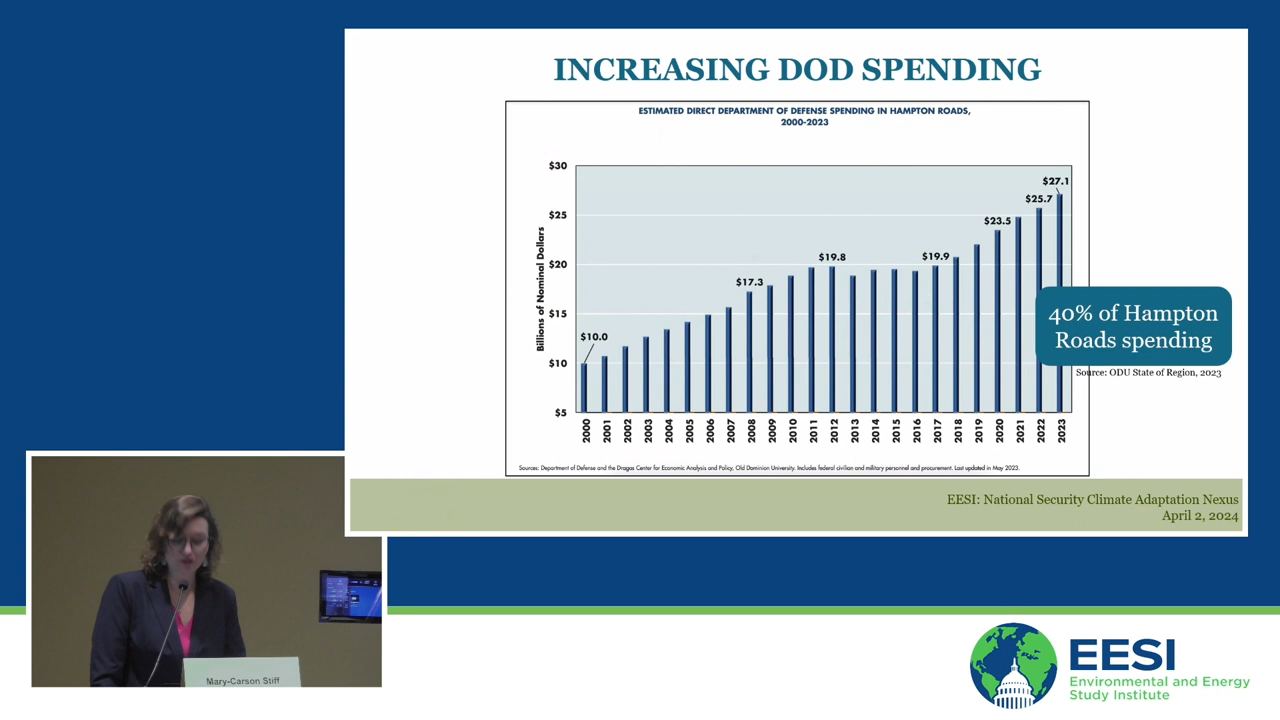 INCREASING DOD SPENDING
ESTIMATED DIRECT DEPARTMENT OF DEFENSE SPENDING IN HAMPTON ROADS,
2000-2023
Billions of Nominal Dollars
$30
$25
$20
$15
$10
$5
$10.0
$17.3
$19.8
$19.9
$23.5
$25.7
$27.1
2000
2001
2002
2003
2004
2005
2006
2007
2008
2009
2010
2011
2012
2013
2014
2015
2016
2017
2018
2019
2020
2021
2022
2023
40% of Hampton
Roads spending
Source: ODU State of Region, 2023
Sources: Department of Defense and the Dragas Center for Economic Analysis and Policy, Old Dominion University. Includes federal civilian and military personnel and procurement. Last updated in May 2023.
EESI: National Security Climate Adaptation Nexus
April 2, 2024
Mary-Carson Stiff
EESI
Environmental and Energy
Study Institute